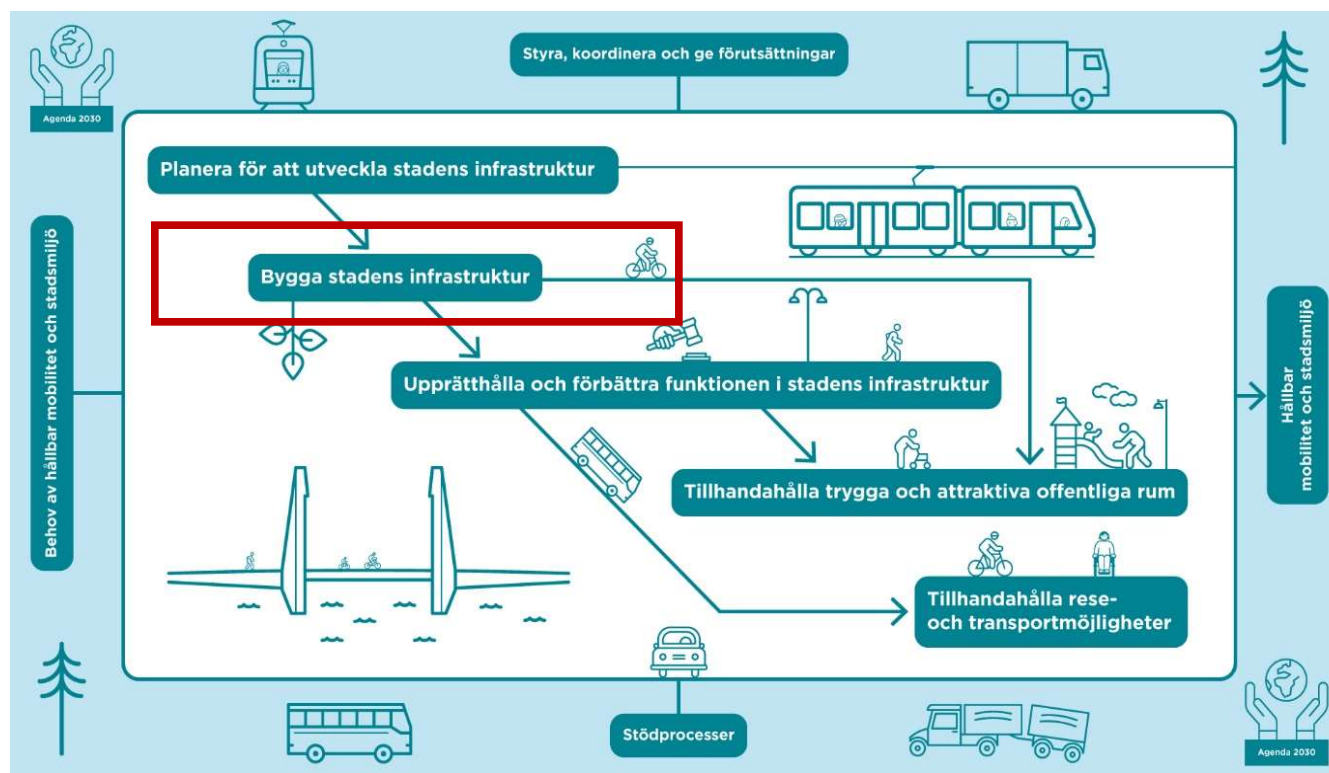 Styra, koordinera och ge förutsättningar
Agenda 2030
Planera för att utveckla stadens infrastruktur
Behov av hållbar mobilitet och stadsmiljö
Bygga stadens infrastruktur
Upprätthålla och förbättra funktionen i stadens infrastruktur
Hållbar
mobilitet och stadsmiljö
Tillhandahålla trygga och attraktiva offentliga rum
Tillhandahålla rese-
och transportmöjligheter
Stödprocesser
Agenda 2030